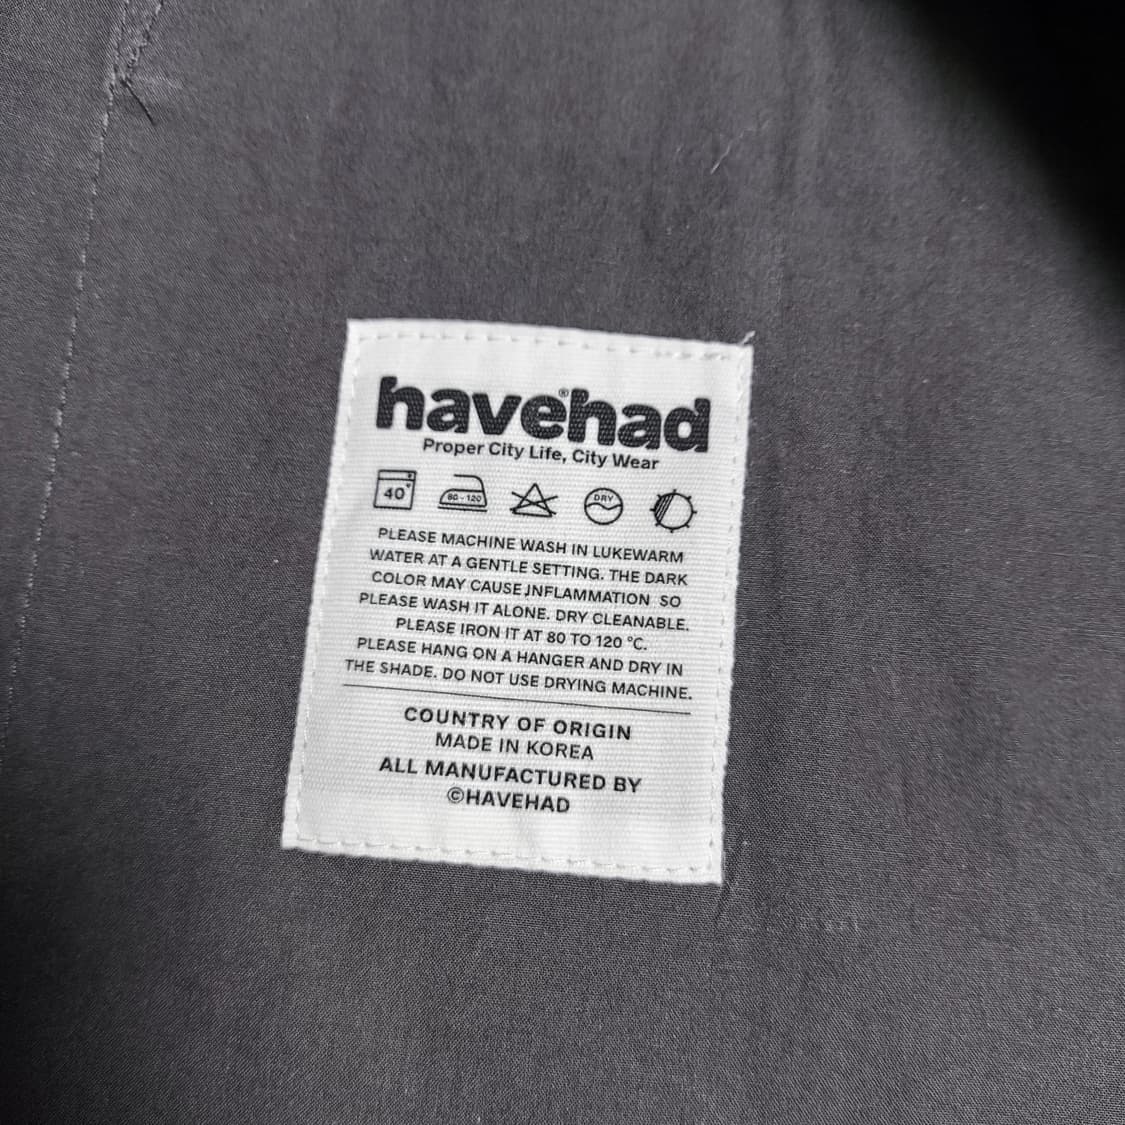 havehad®
Proper City Life, City Wear
40° 80 - 120 DRY
PLEASE MACHINE WASH IN LUKEWARM
WATER AT A GENTLE SETTING. THE DARK
COLOR MAY CAUSE INFLAMMATION SO
PLEASE WASH IT ALONE. DRY CLEANABLE.
PLEASE IRON IT AT 80 TO 120 °C.
PLEASE HANG ON A HANGER AND DRY IN
THE SHADE. DO NOT USE DRYING MACHINE.
COUNTRY OF ORIGIN
MADE IN KOREA
ALL MANUFACTURED BY
©HAVEHAD